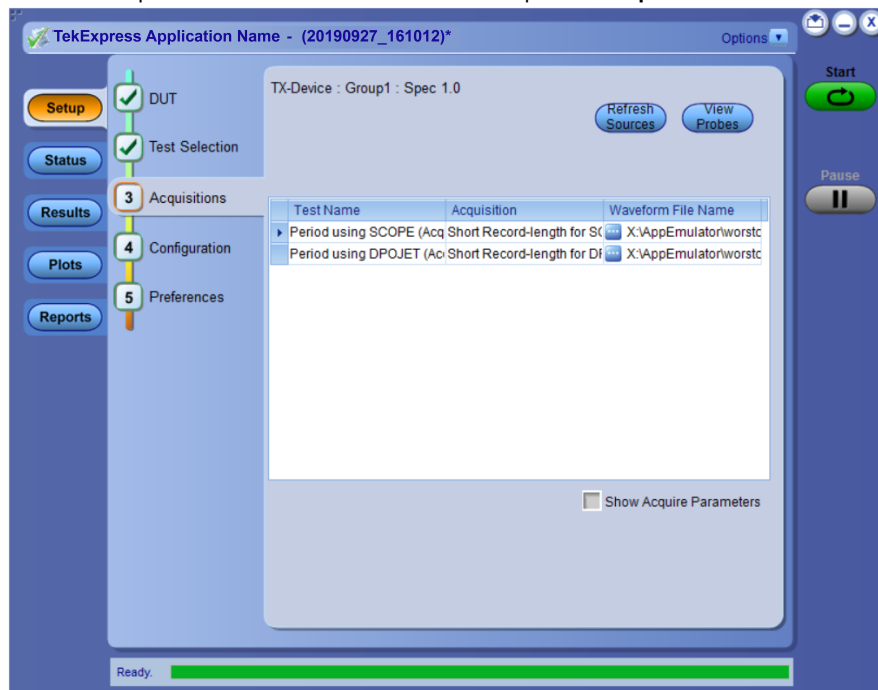 TekExpress Application Name - (20190927_161012)*
Options
Setup
Status
Results
Plots
Reports
DUT
Test Selection
3 Acquisitions
4 Configuration
5 Preferences
TX-Device : Group1 : Spec 1.0
Refresh Sources
View Probes
Test Name Acquisition Waveform File Name
Period using SCOPE (Acq Short Record-length for SC ... X:\AppEmulator\worstc
Period using DPOJET (Ac Short Record-length for DF ... X:\AppEmulator\worstc
Show Acquire Parameters
Start
Pause
Ready.